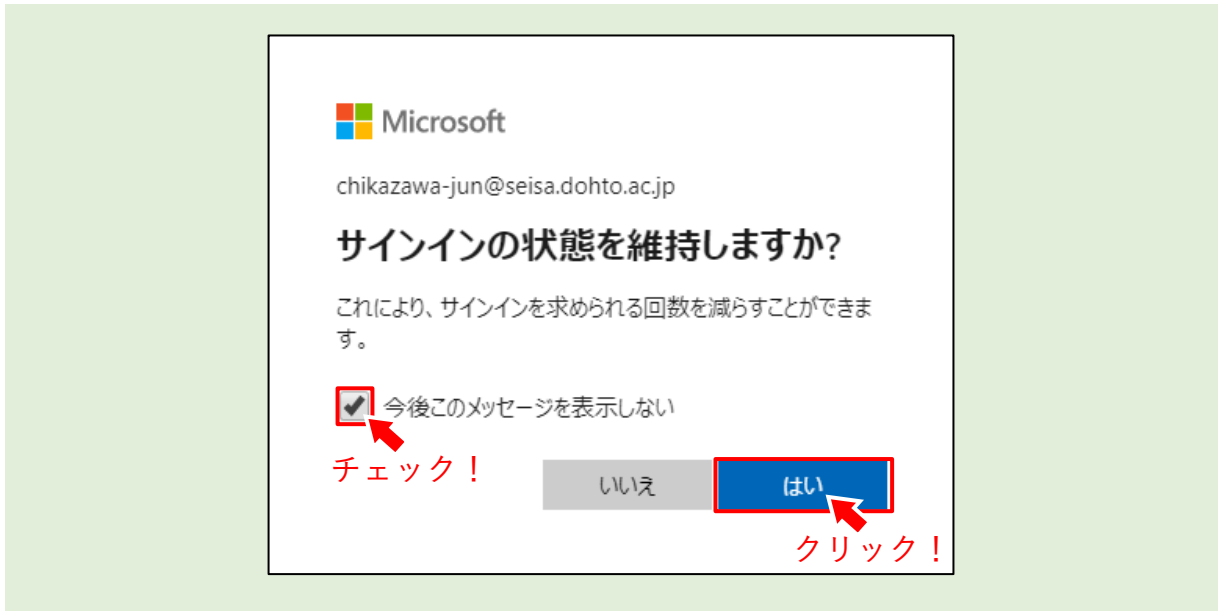 Microsoft
chikazawa-jun@seisa.dohto.ac.jp
サインインの状態を維持しますか?
これにより、サインインを求められる回数を減らすことができま
す。
今後このメッセージを表示しない
チェック！
いいえ
はい
クリック！